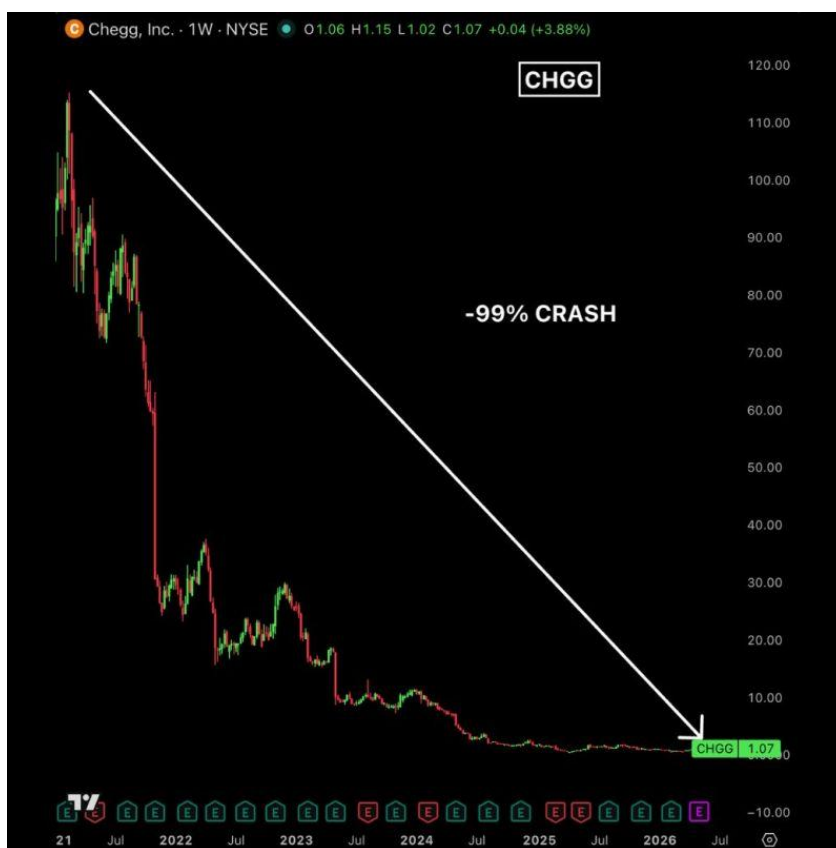 Chegg, Inc. · 1W · NYSE O1.06 H1.15 L1.02 C1.07 +0.04 (+3.88%)
CHGG
120.00
110.00
100.00
90.00
80.00
-99% CRASH
70.00
60.00
50.00
40.00
30.00
20.00
10.00
CHGG 1.07
−10.00
E E E E E E E E E E E E E E E E E E E E E E
21 Jul 2022 Jul 2023 Jul 2024 Jul 2025 Jul 2026 Jul